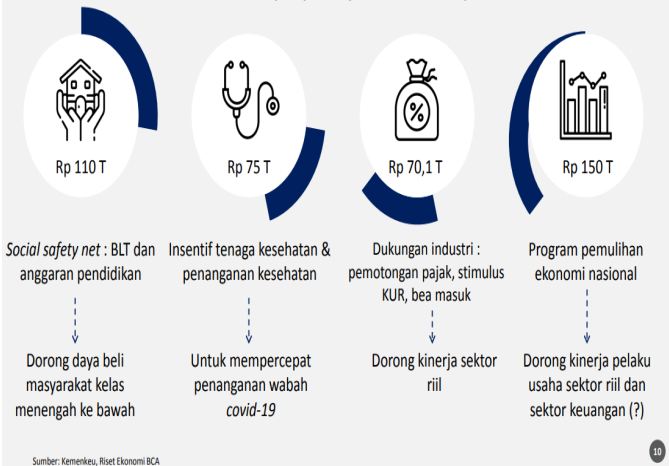 Rp 110 T
Rp 75 T
Rp 70,1 T
Rp 150 T
Social safety net : BLT dan
anggaran pendidikan
Insentif tenaga kesehatan &
penanganan kesehatan
Dukungan industri :
pemotongan pajak, stimulus
KUR, bea masuk
Program pemulihan
ekonomi nasional
Dorong daya beli
masyarakat kelas
menengah ke bawah
Untuk mempercepat
penanganan wabah
covid-19
Dorong kinerja sektor
riil
Dorong kinerja pelaku
usaha sektor riil dan
sektor keuangan (?)
Sumber: Kemenkeu, Riset Ekonomi BCA
10